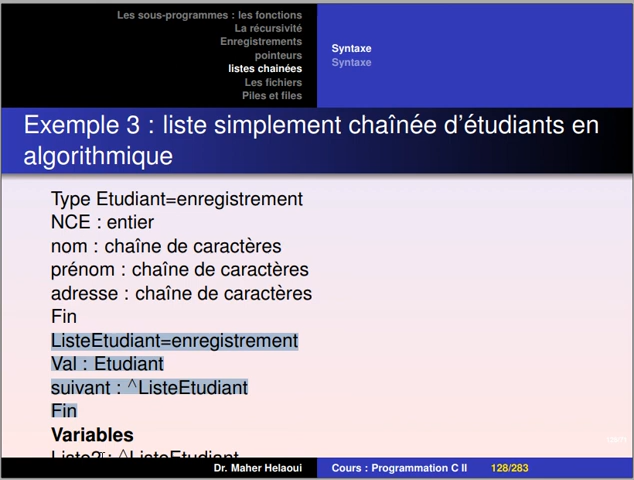 Les sous-programmes : les fonctions
La récursivité
Enregistrements
pointeurs
listes chainées
Les fichiers
Piles et files
Syntaxe
Syntaxe
Exemple 3 : liste simplement chaînée d'étudiants en
algorithmique
Type Etudiant=enregistrement
NCE : entier
nom : chaîne de caractères
prénom : chaîne de caractères
adresse : chaîne de caractères
Fin
ListeEtudiant=enregistrement
Val : Etudiant
suivant : ^ListeEtudiant
Fin
Variables
: ^ListeEtudiant
Dr. Maher Helaoui
Cours : Programmation C II
128/283